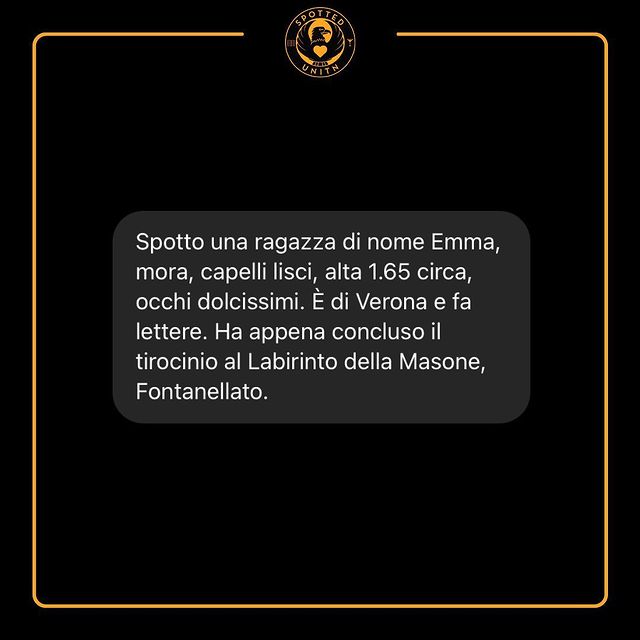 SPOTTED
UNITN
Spotto una ragazza di nome Emma,
mora, capelli lisci, alta 1.65 circa,
occhi dolcissimi. È di Verona e fa
lettere. Ha appena concluso il
tirocinio al Labirinto della Masone,
Fontanellato.